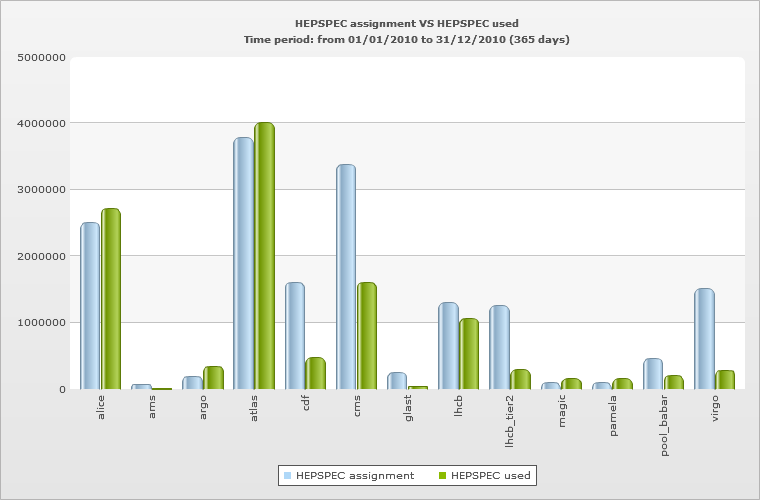 HEPSPEC assignment VS HEPSPEC used
Time period: from 01/01/2010 to 31/12/2010 (365 days)
5000000
4000000
3000000
2000000
1000000
0
alice
ams
argo
atlas
cdf
cms
glast
lhcb
lhcb_tier2
magic
pamela
pool_babar
virgo
HEPSPEC assignment
HEPSPEC used